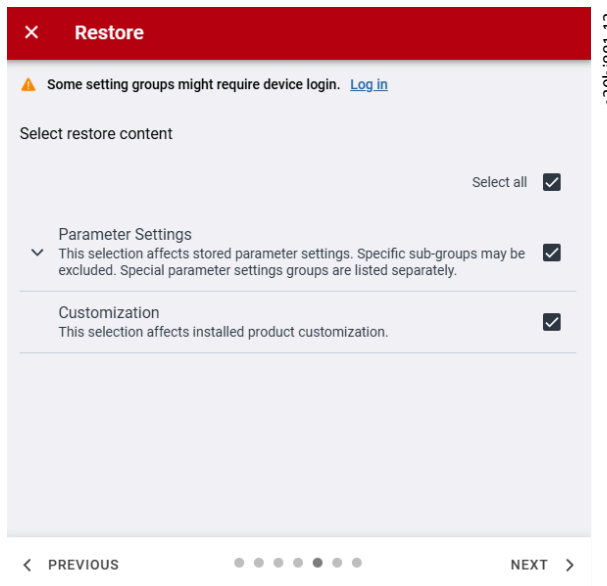 Restore
Some setting groups might require device login. Log in
Select restore content
Select all
Parameter Settings
This selection affects stored parameter settings. Specific sub-groups may be
excluded. Special parameter settings groups are listed separately.
Customization
This selection affects installed product customization.
PREVIOUS
NEXT